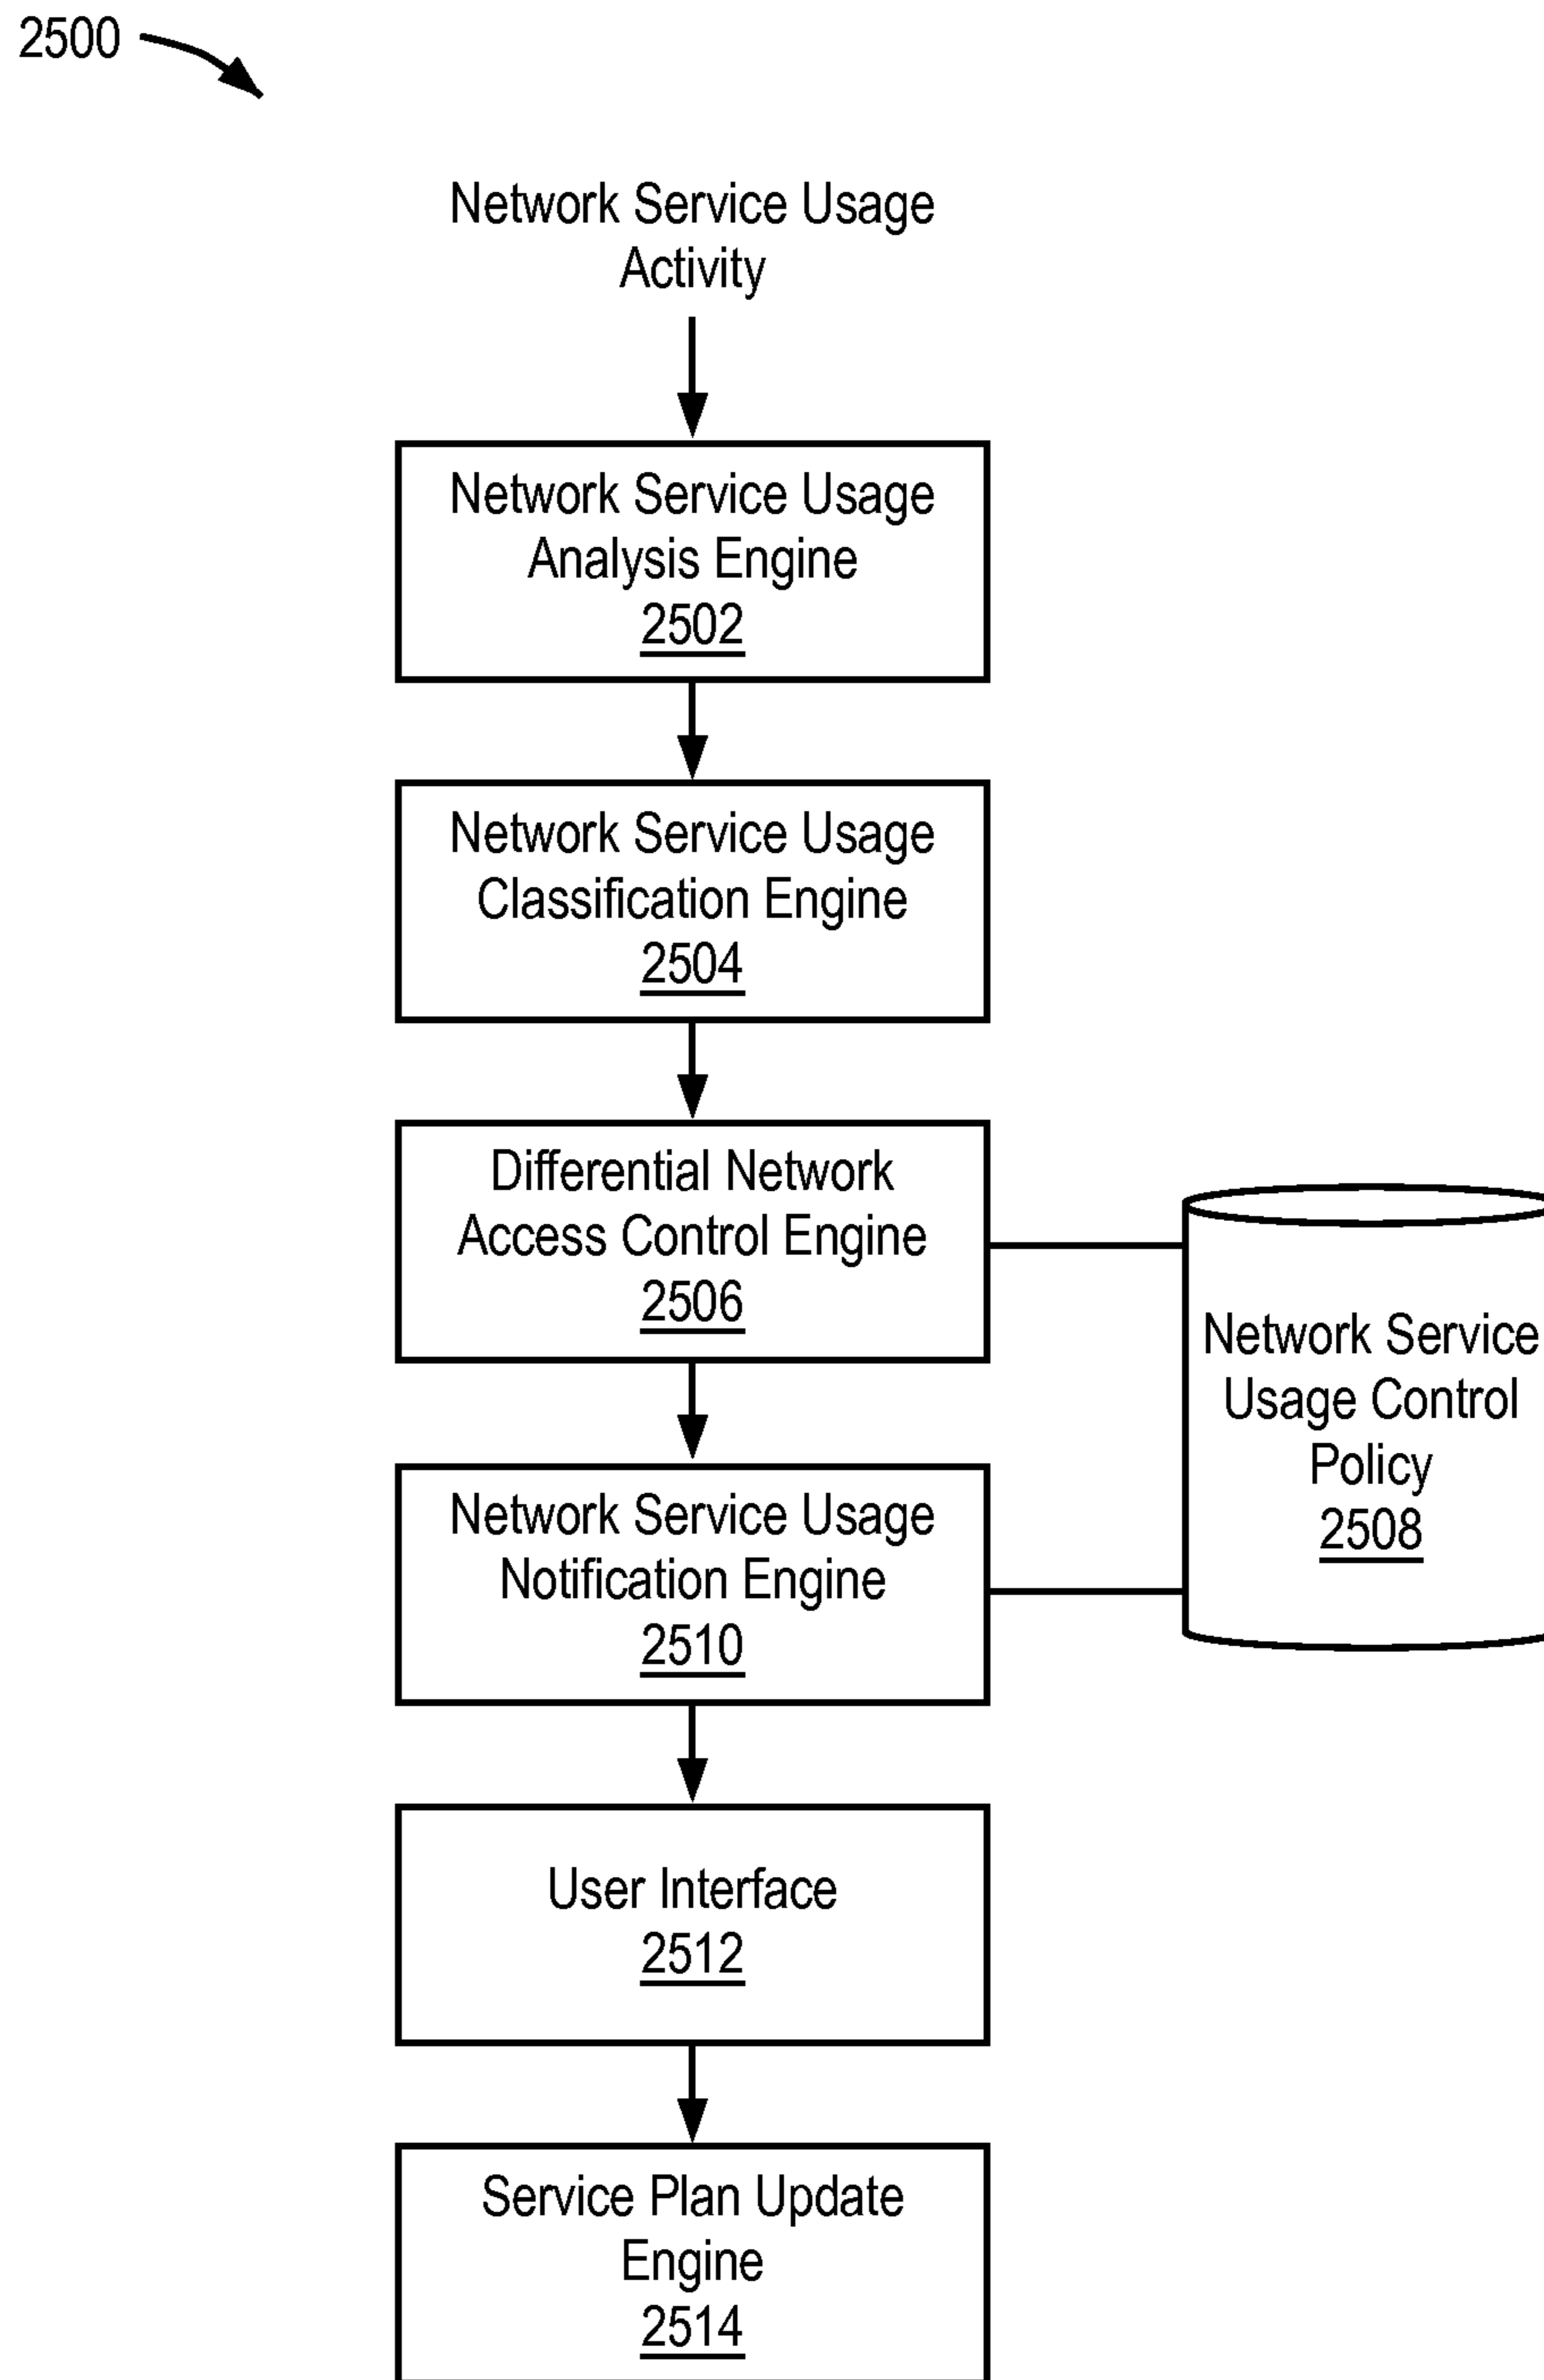 2500
Network Service Usage
Activity
Network Service Usage
Analysis Engine
2502
Network Service Usage
Classification Engine
2504
Differential Network
Access Control Engine
2506
Network Service
Usage Control
Policy
2508
Network Service Usage
Notification Engine
2510
User Interface
2512
Service Plan Update
Engine
2514